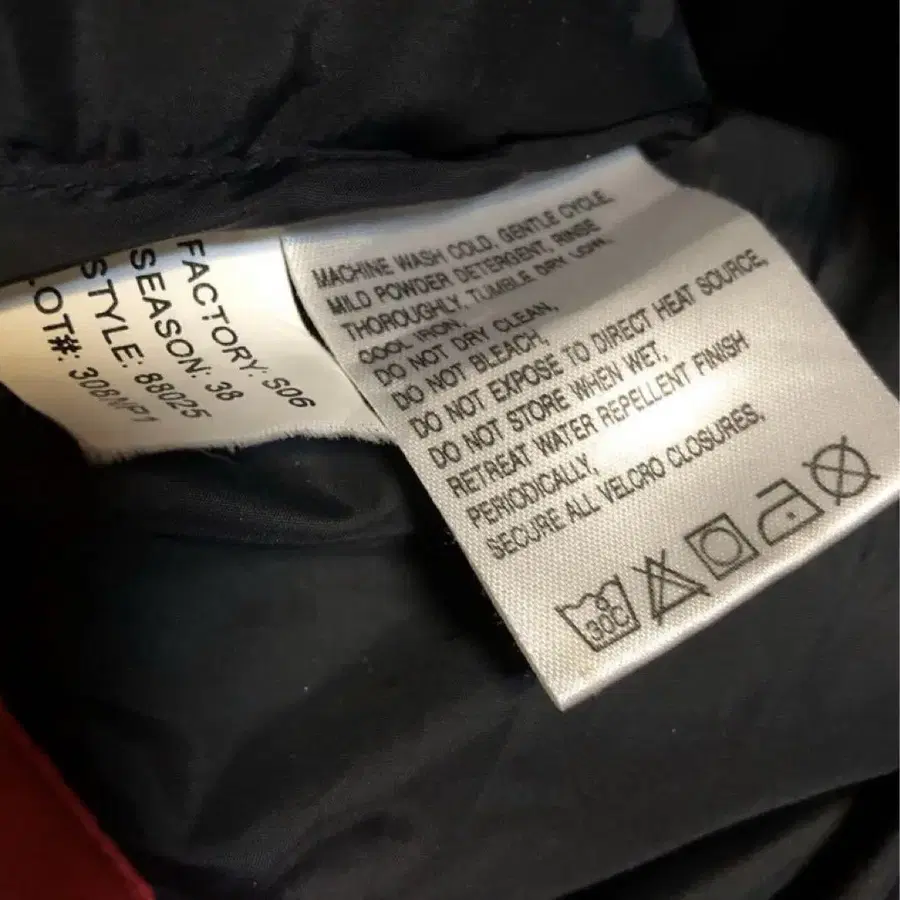 FACTORY: S06
SEASON: 38
STYLE: 88025
LOT#: 308MP1
MACHINE WASH COLD, GENTLE CYCLE,
MILD POWDER DETERGENT, RINSE
THOROUGHLY, TUMBLE DRY LOW,
COOL IRON,
DO NOT DRY CLEAN,
DO NOT BLEACH,
DO NOT EXPOSE TO DIRECT HEAT SOURCE,
DO NOT STORE WHEN WET,
RETREAT WATER REPELLENT FINISH
PERIODICALLY,
SECURE ALL VELCRO CLOSURES,
30C